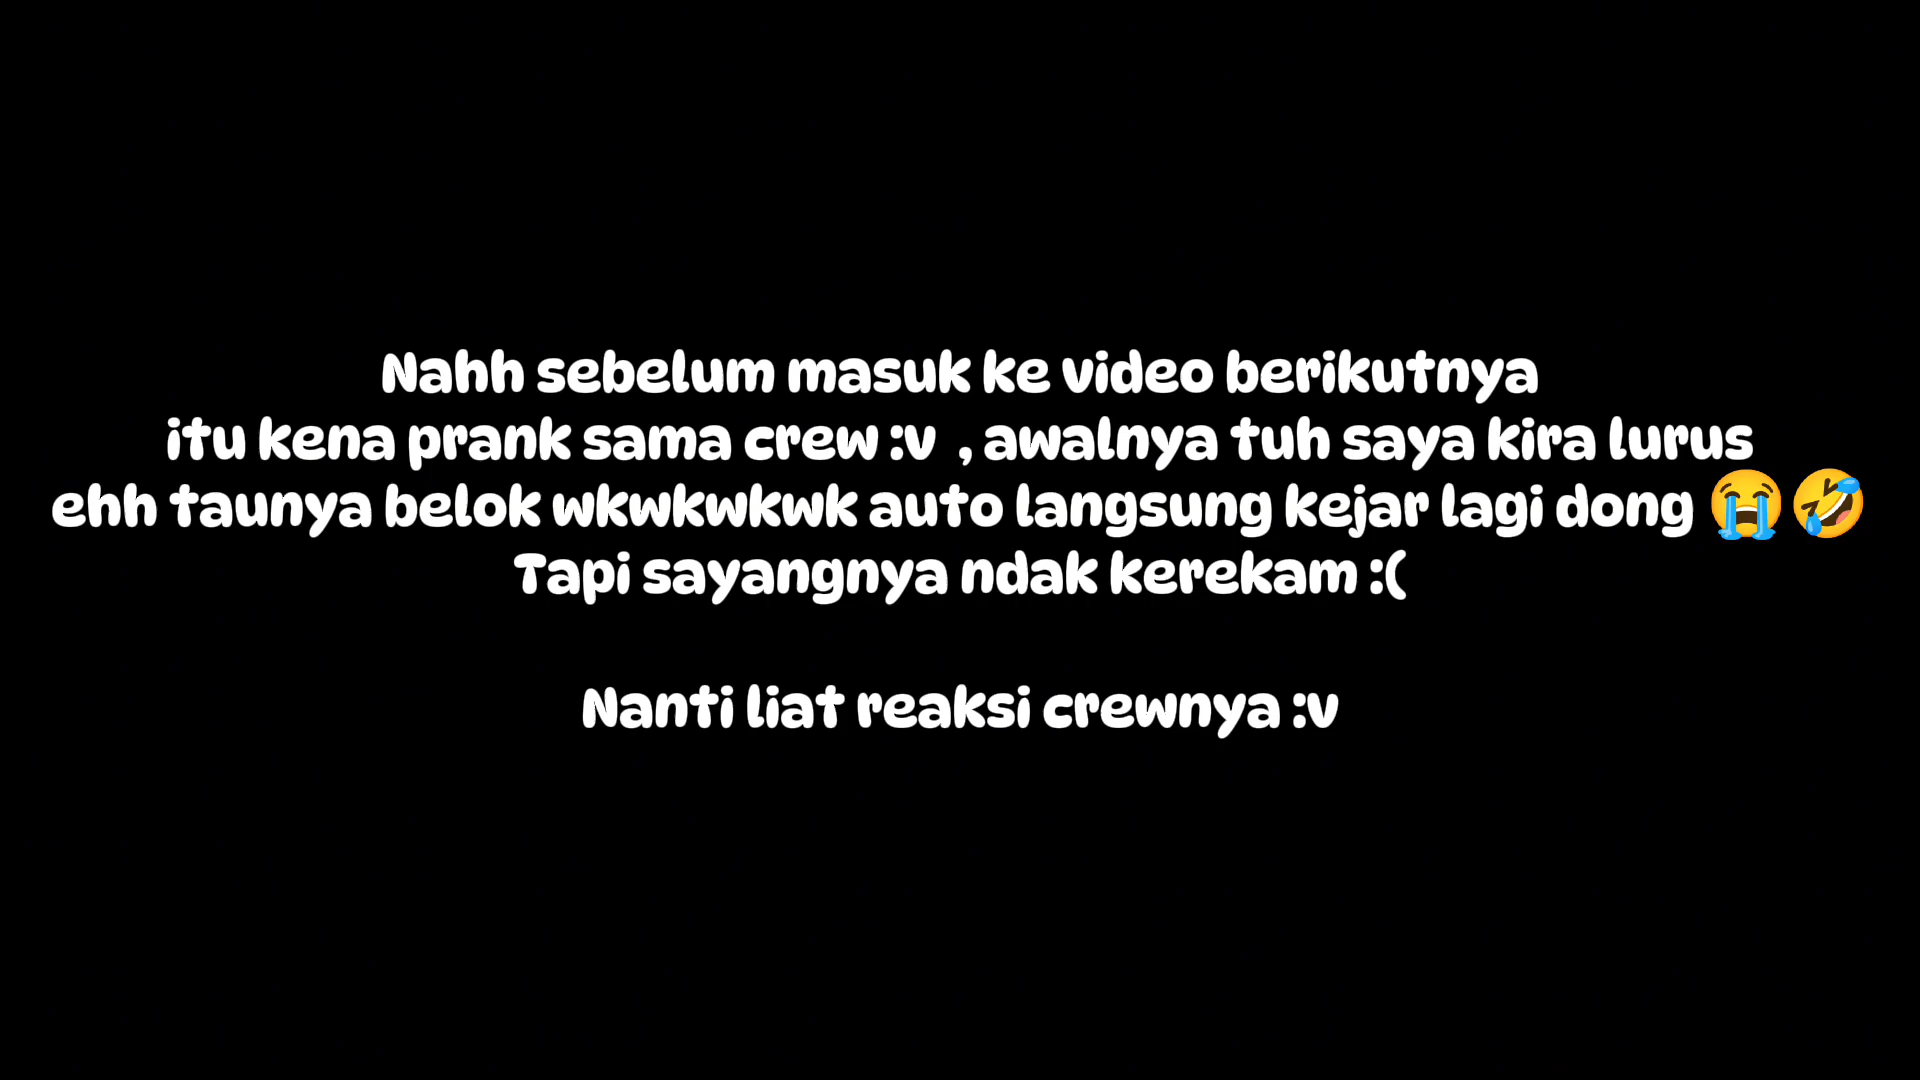 Nahh sebelum masuk ke video berikutnya
itu kena prank sama crew :v , awalnya tuh saya kira lurus
ehh taunya belok wkwkwkwk auto langsung kejar lagi dong 😭🤣
Tapi sayangnya ndak kerekam :(
Nanti liat reaksi crewnya :v